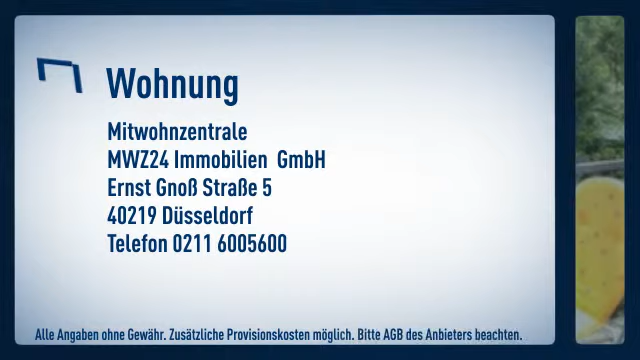 Wohnung
Mitwohnzentrale
MWZ24 Immobilien GmbH
Ernst Gnoß Straße 5
40219 Düsseldorf
Telefon 0211 6005600
Alle Angaben ohne Gewähr. Zusätzliche Provisionskosten möglich. Bitte AGB des Anbieters beachten.